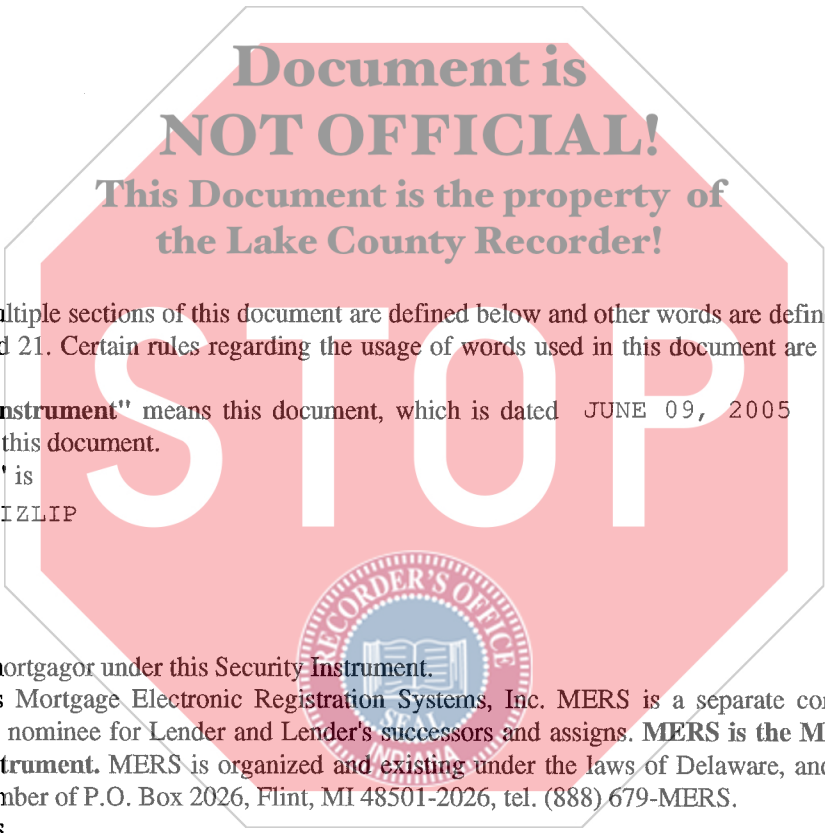 Document is
NOT OFFICIAL!
This Document is the property of
the Lake County Recorder!
ltiple sections of this document are defined below and other words are defin
d 21. Certain rules regarding the usage of words used in this document are
nstrument" means this document, which is dated JUNE 09, 2005
this document.
" is
IZLIP
STOP
RECORDER'S OFFICE
SEAL
INDIANA
ortgagor under this Security Instrument.
s Mortgage Electronic Registration Systems, Inc. MERS is a separate co
nominee for Lender and Lender's successors and assigns. MERS is the M
trument. MERS is organized and existing under the laws of Delaware, and
mber of P.O. Box 2026, Flint, MI 48501-2026, tel. (888) 679-MERS.
s